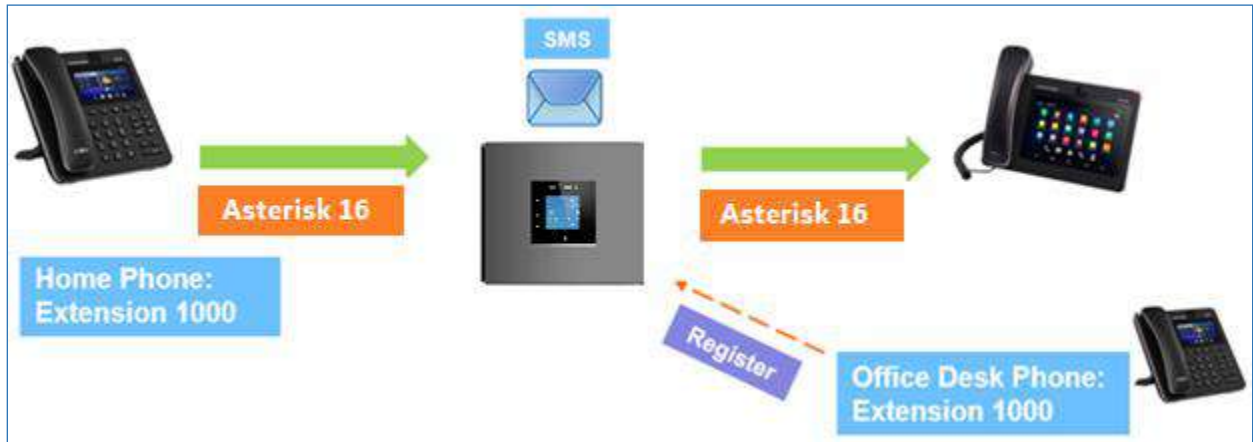 SMS
Asterisk 16
Asterisk 16
Home Phone:
Extension 1000
Register
Office Desk Phone:
Extension 1000